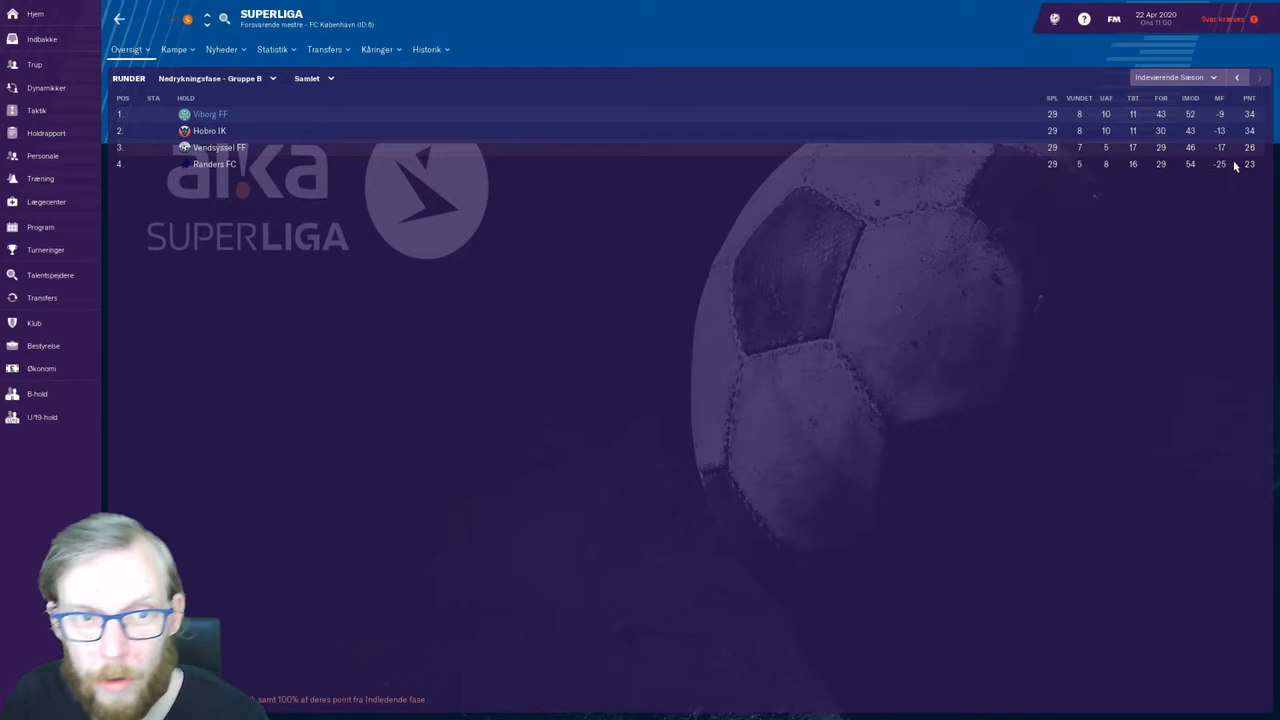 SUPERLIGA
Forsvarende mestre - FC København (ID 6)
FM
22 Apr 2020
Ons 11:00
Svar kræves
Oversigt Kampe Nyheder Statistik Transfers Kåringer Historik
RUNDER Nedrykningsfase - Gruppe B Samlet Indeværende Sæson
POS STA HOLD SPL VUNDET UAF TBT FOR IMOD MF PNT
1. Viborg FF 29 8 10 11 43 52 -9 34
2. Hobro IK 29 8 10 11 30 43 -13 34
3. Vendsyssel FF 29 7 5 17 29 46 -17 26
4. Randers FC 29 5 8 16 29 54 -25 23
Hjem
Indbakke
Trup
Dynamikker
Taktik
Holdrapport
Personale
Træning
Lægecenter
Program
Turneringer
Talentspejdere
Transfers
Klub
Bestyrelse
Økonomi
B-hold
U/19-hold
alka
SUPERLIGA
samt 100% af deres point fra Indledende fase